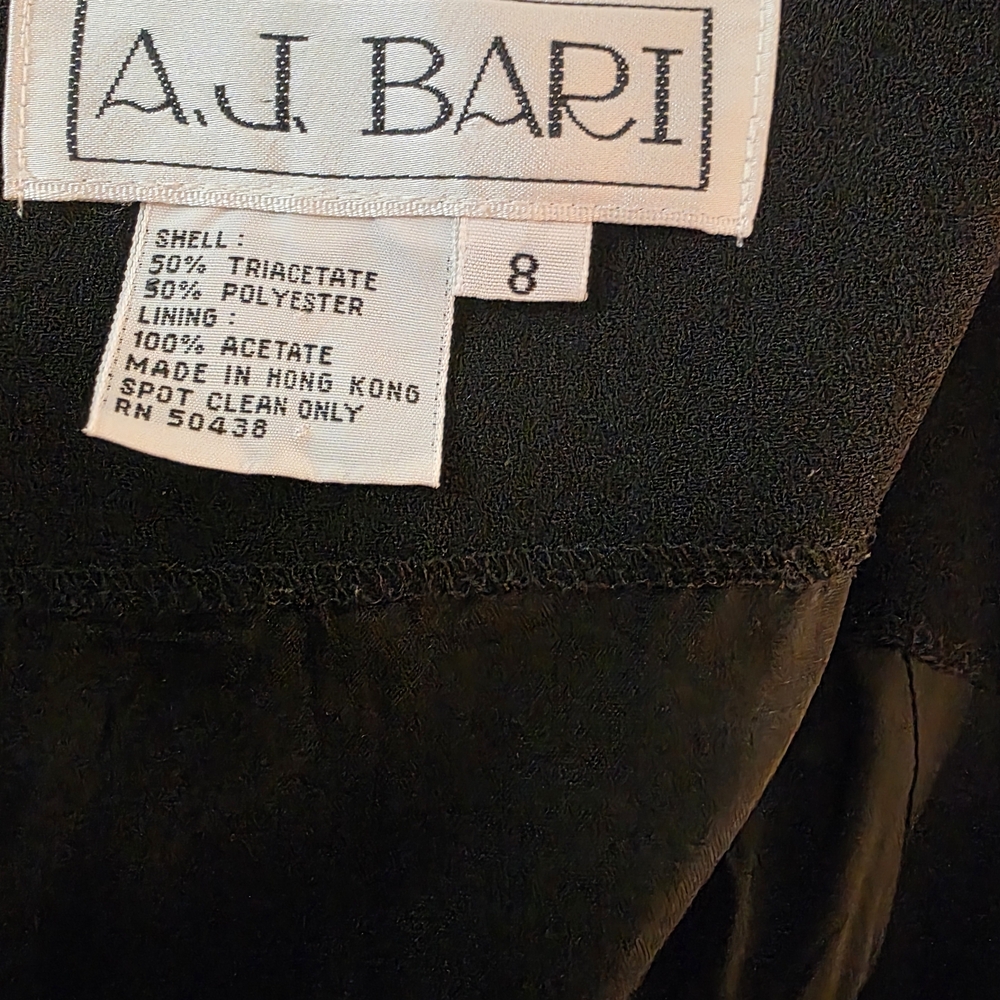 A.J. BARI
8
SHELL:
50% TRIACETATE
50% POLYESTER
LINING:
100% ACETATE
MADE IN HONG KONG
SPOT CLEAN ONLY
RN 50438